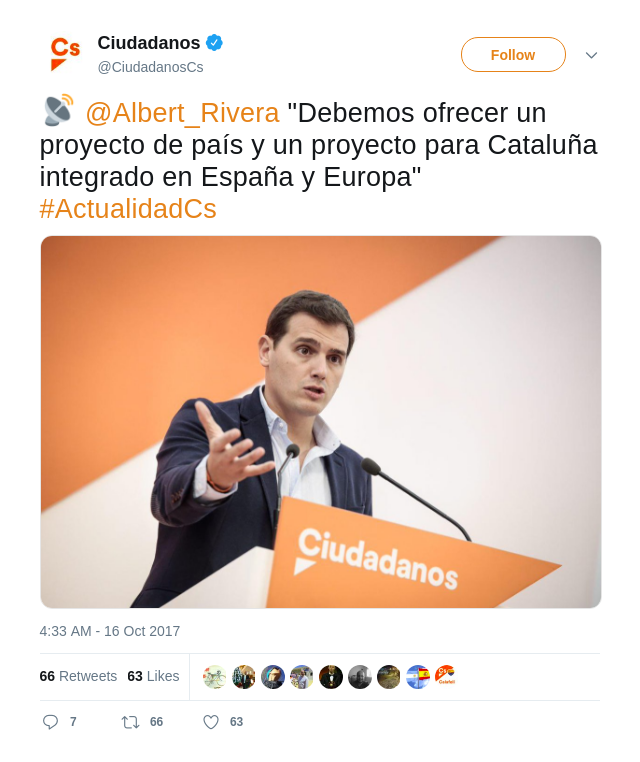 Cs
Ciudadanos
@CiudadanosCs
Follow
@Albert_Rivera "Debemos ofrecer un
proyecto de país y un proyecto para Cataluña
integrado en España y Europa"
#ActualidadCs
Ciudadanos
4:33 AM - 16 Oct 2017
66 Retweets 63 Likes
7 66 63